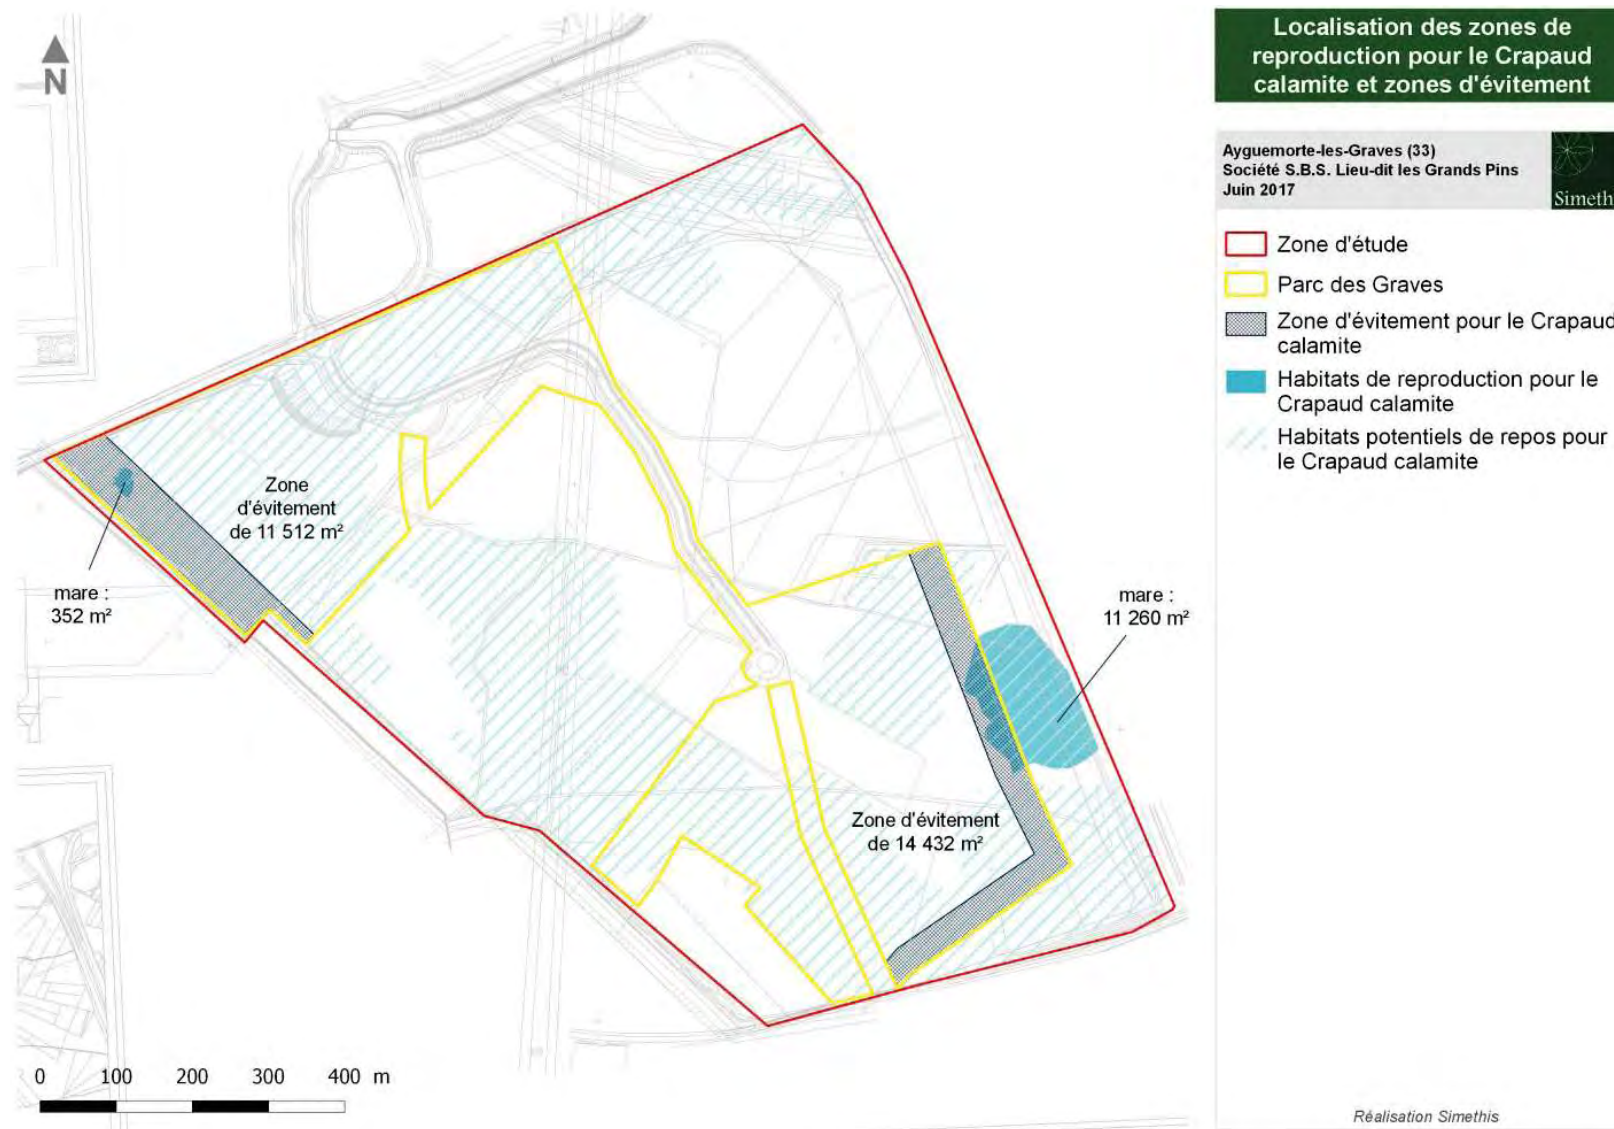 Localisation des zones de
reproduction pour le Crapaud
calamite et zones d'évitement
Ayguemorte-les-Graves (33)
Société S.B.S. Lieu-dit les Grands Pins
Juin 2017
Simeth
Zone d'étude
Parc des Graves
Zone d'évitement pour le Crapaud
calamite
Habitats de reproduction pour le
Crapaud calamite
Habitats potentiels de repos pour
le Crapaud calamite
N
Zone
d'évitement
de 11 512 m²
mare :
352 m²
mare :
11 260 m²
Zone d'évitement
de 14 432 m²
0 100 200 300 400 m
Réalisation Simethis